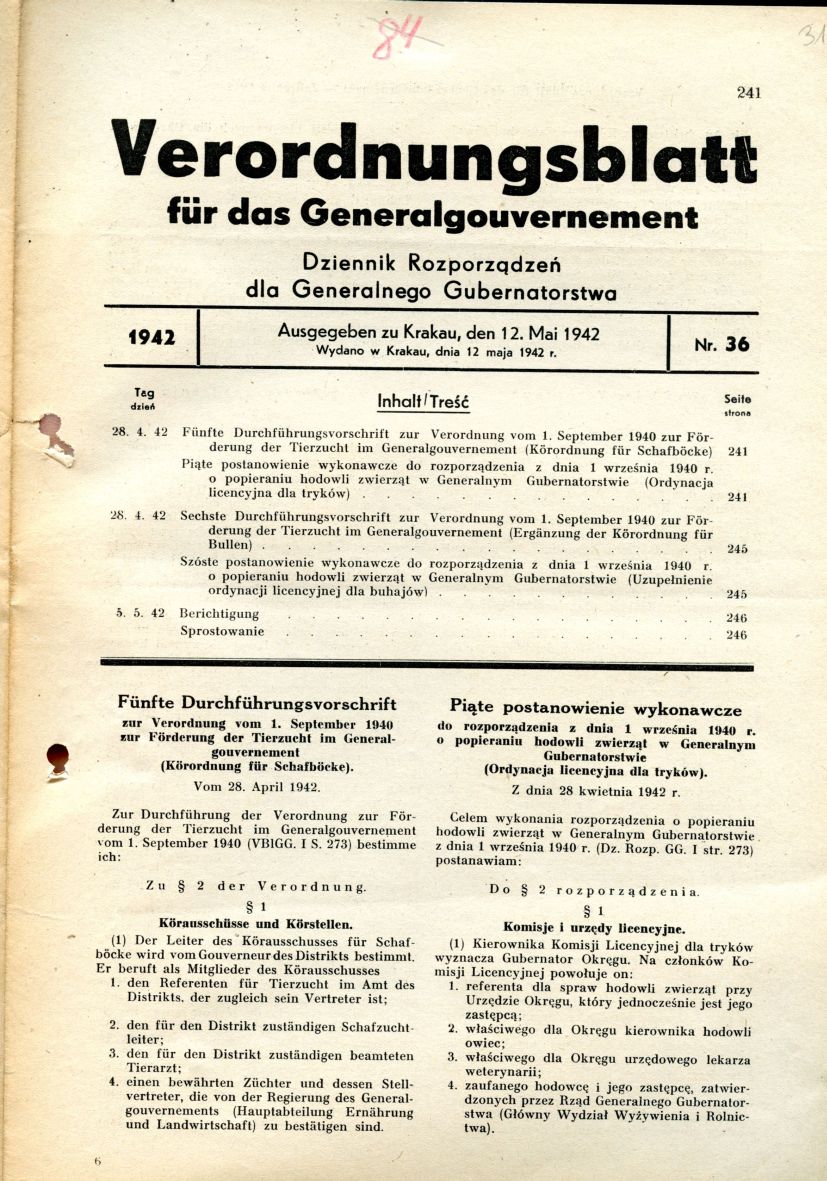 84
31
241
Verordnungsblatt
für das Generalgouvernement
Dziennik Rozporządzeń
dla Generalnego Gubernatorstwa
1942
Ausgegeben zu Krakau, den 12. Mai 1942
Wydano w Krakau, dnia 12 maja 1942 r.
Nr. 36
Tag
dzień
Inhalt/Treść
Seite
strona
28. 4. 42 Fünfte Durchführungsvorschrift zur Verordnung vom 1. September 1940 zur För-
derung der Tierzucht im Generalgouvernement (Körordnung für Schafböcke) 241
Piąte postanowienie wykonawcze do rozporządzenia z dnia 1 września 1940 r.
o popieraniu hodowli zwierząt w Generalnym Gubernatorstwie (Ordynacja
licencyjna dla tryków) . . . . . . . . . . . . . . . 241
28. 4. 42 Sechste Durchführungsvorschrift zur Verordnung vom 1. September 1940 zur För-
derung der Tierzucht im Generalgouvernement (Ergänzung der Körordnung für
Bullen) . . . . . . . . . . . . . . . . . . 245
Szóste postanowienie wykonawcze do rozporządzenia z dnia 1 września 1940 r.
o popieraniu hodowli zwierząt w Generalnym Gubernatorstwie (Uzupełnienie
ordynacji licencyjnej dla buhajów) . . . . . . . . . . . 245
5. 5. 42 Berichtigung . . . . . . . . . . . . . . . . . 246
Sprostowanie . . . . . . . . . . . . . . . . . 246
Fünfte Durchführungsvorschrift
zur Verordnung vom 1. September 1940
zur Förderung der Tierzucht im General-
gouvernement
(Körordnung für Schafböcke).
Vom 28. April 1942.
Zur Durchführung der Verordnung zur För-
derung der Tierzucht im Generalgouvernement
vom 1. September 1940 (VBlGG. I S. 273) bestimme
ich:
Zu § 2 der Verordnung.
§ 1
Körausschüsse und Körstellen.
(1) Der Leiter des Körausschusses für Schaf-
böcke wird vom Gouverneur des Distrikts bestimmt.
Er beruft als Mitglieder des Körausschusses
1. den Referenten für Tierzucht im Amt des
Distrikts, der zugleich sein Vertreter ist;
2. den für den Distrikt zuständigen Schafzucht-
leiter;
3. den für den Distrikt zuständigen beamteten
Tierarzt;
4. einen bewährten Züchter und dessen Stell-
vertreter, die von der Regierung des General-
gouvernements (Hauptabteilung Ernährung
und Landwirtschaft) zu bestätigen sind.
6
Piąte postanowienie wykonawcze
do rozporządzenia z dnia 1 września 1940 r.
o popieraniu hodowli zwierząt w Generalnym
Gubernatorstwie
(Ordynacja licencyjna dla tryków).
Z dnia 28 kwietnia 1942 r.
Celem wykonania rozporządzenia o popieraniu
hodowli zwierząt w Generalnym Gubernatorstwie
z dnia 1 września 1940 r. (Dz. Rozp. GG. I str. 273)
postanawiam:
Do § 2 rozporządzenia.
§ 1
Komisje i urzędy licencyjne.
(1) Kierownika Komisji Licencyjnej dla tryków
wyznacza Gubernator Okręgu. Na członków Ko-
misji Licencyjnej powołuje on:
1. referenta dla spraw hodowli zwierząt przy
Urzędzie Okręgu, który jednocześnie jest jego
zastępcą;
2. właściwego dla Okręgu kierownika hodowli
owiec;
3. właściwego dla Okręgu urzędowego lekarza
weterynarii;
4. zaufanego hodowcę i jego zastępcę, zatwier-
dzonych przez Rząd Generalnego Gubernator-
stwa (Główny Wydział Wyżywienia i Rolnic-
twa).